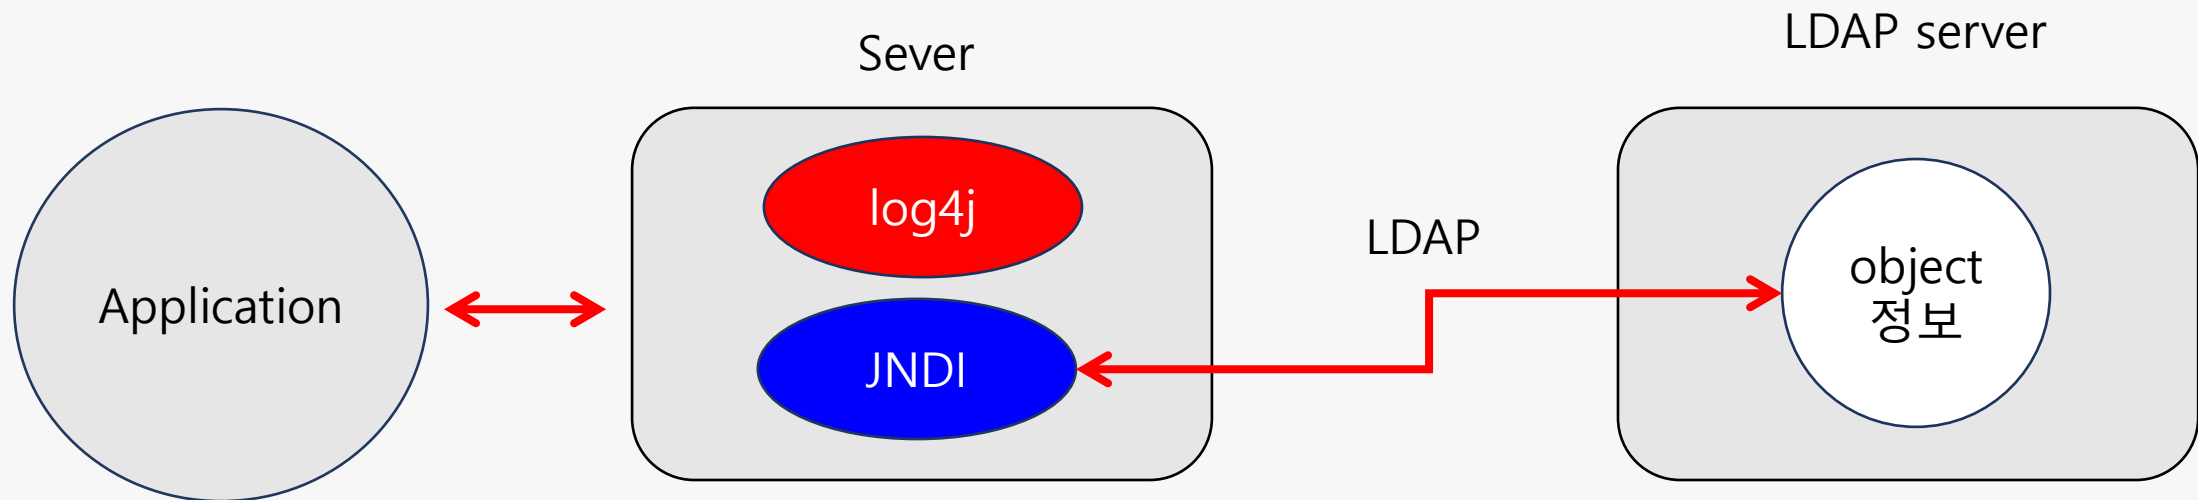 Sever
LDAP server
Application
log4j
JNDI
LDAP
object
정보